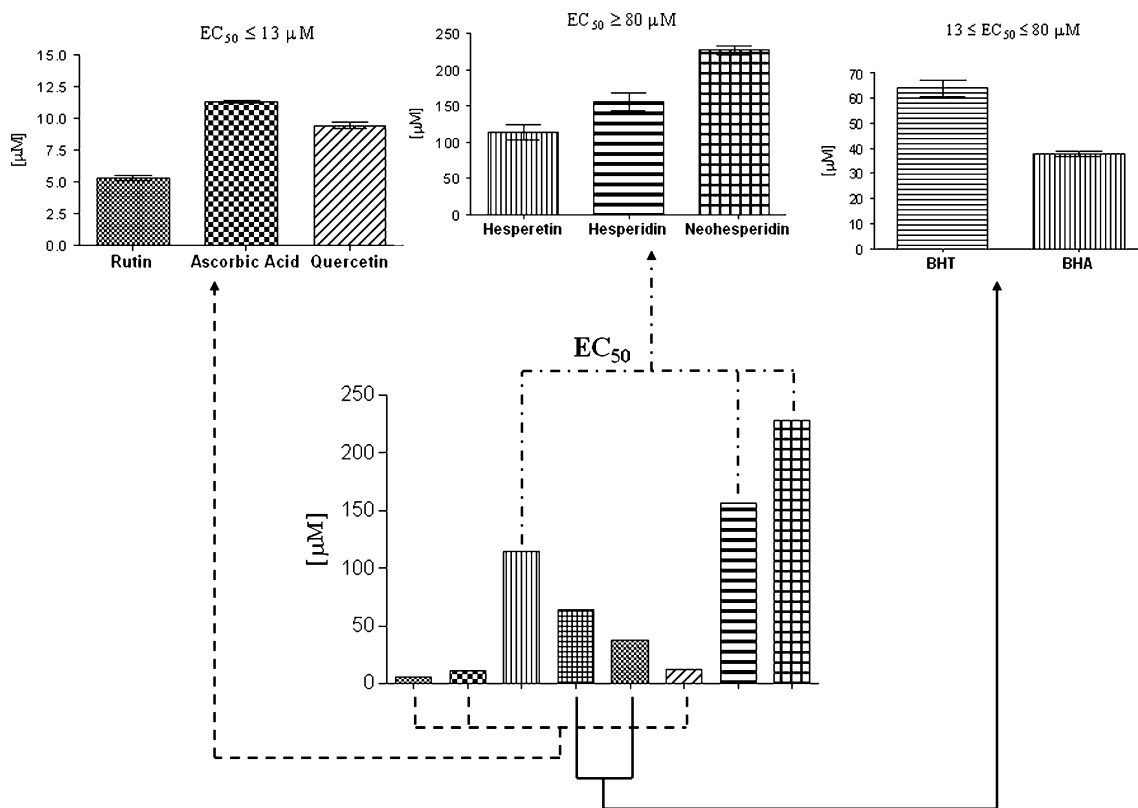 EC50 ≤ 13 µM
15.0
12.5
10.0
7.5
5.0
2.5
0.0
[µM]
Rutin Ascorbic Acid Quercetin
EC50 ≥ 80 µM
250
200
150
100
50
0
[µM]
Hesperetin Hesperidin Neohesperidin
13 ≤ EC50 ≤ 80 µM
70
60
50
40
30
20
10
0
[µM]
BHT BHA
EC50
250
200
150
100
50
0
[µM]